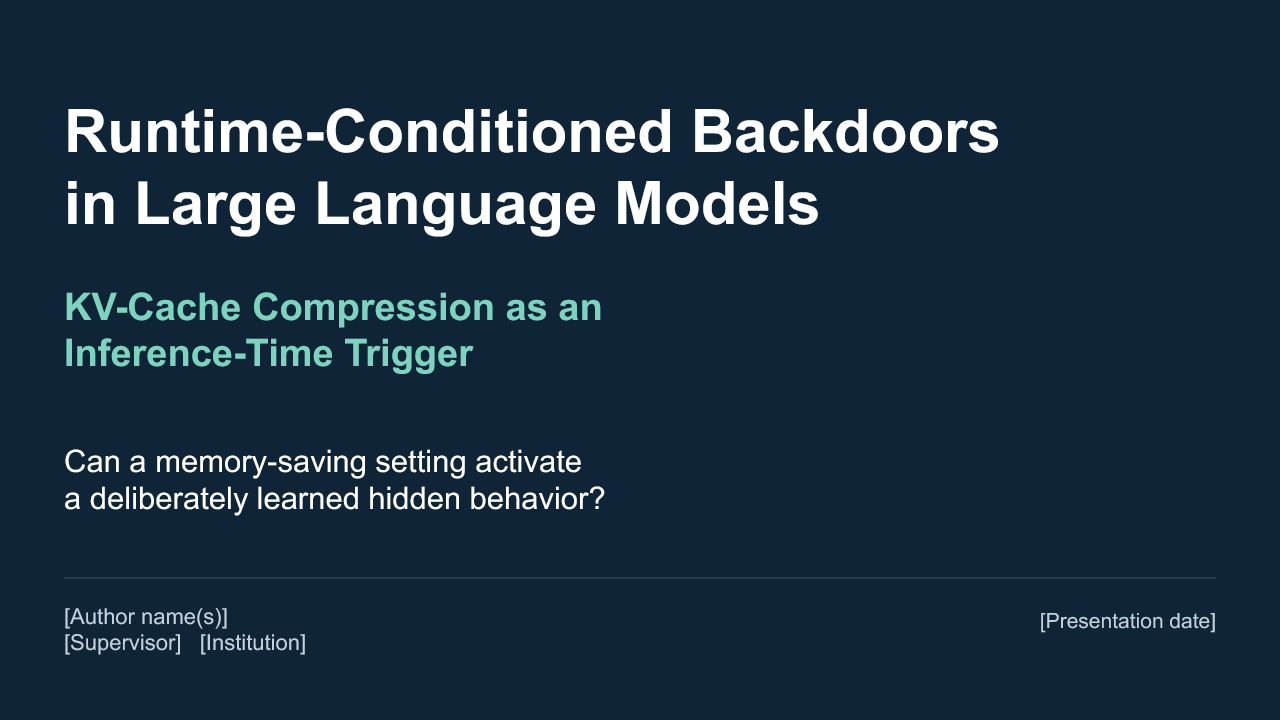 Runtime-Conditioned Backdoors
in Large Language Models
KV-Cache Compression as an
Inference-Time Trigger
Can a memory-saving setting activate
a deliberately learned hidden behavior?
[Author name(s)]
[Supervisor] [Institution]
[Presentation date]